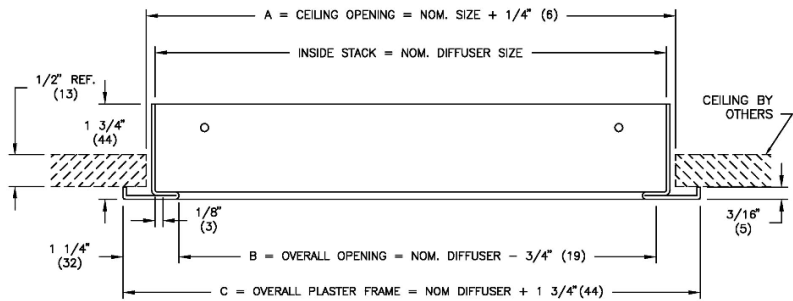 A = CEILING OPENING = NOM. SIZE + 1/4" (6)
INSIDE STACK = NOM. DIFFUSER SIZE
1/2" REF.
(13)
1 3/4"
(44)
CEILING BY
OTHERS
1/8"
(3)
3/16"
(5)
1 1/4"
(32)
B = OVERALL OPENING = NOM. DIFFUSER - 3/4" (19)
C = OVERALL PLASTER FRAME = NOM DIFFUSER + 1 3/4"(44)